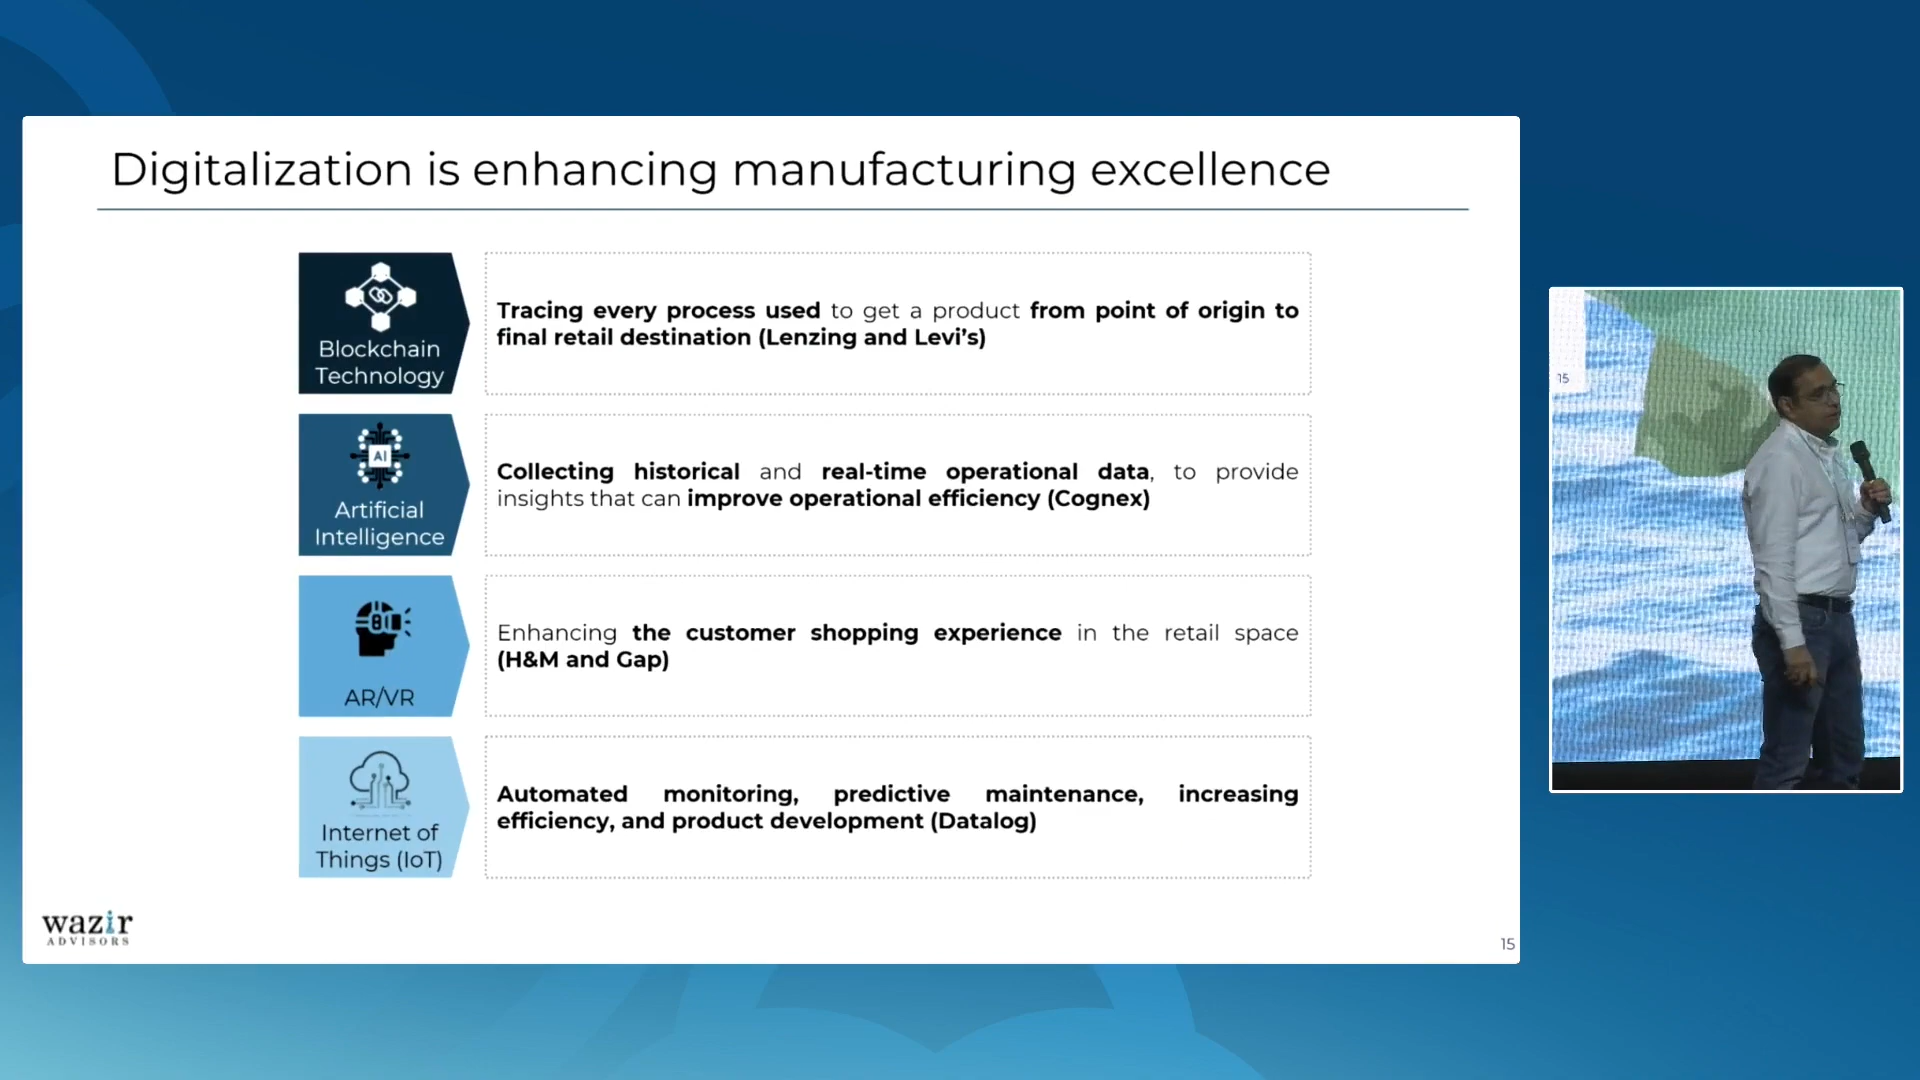 Digitalization is enhancing manufacturing excellence
Blockchain
Technology
Tracing every process used to get a product from point of origin to
final retail destination (Lenzing and Levi's)
AI
Artificial
Intelligence
Collecting historical and real-time operational data, to provide
insights that can improve operational efficiency (Cognex)
AR/VR
Enhancing the customer shopping experience in the retail space
(H&M and Gap)
Internet of
Things (IoT)
Automated monitoring, predictive maintenance, increasing
efficiency, and product development (Datalog)
wazir
ADVISORS
15
15